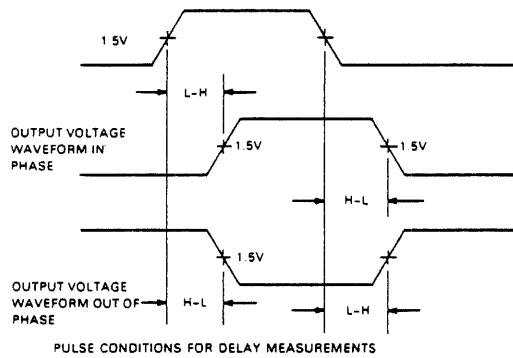 1.5V
L-H
OUTPUT VOLTAGE
WAVEFORM IN
PHASE
1.5V
1.5V
H-L
1.5V
OUTPUT VOLTAGE
WAVEFORM OUT OF
PHASE
H-L
L-H
PULSE CONDITIONS FOR DELAY MEASUREMENTS